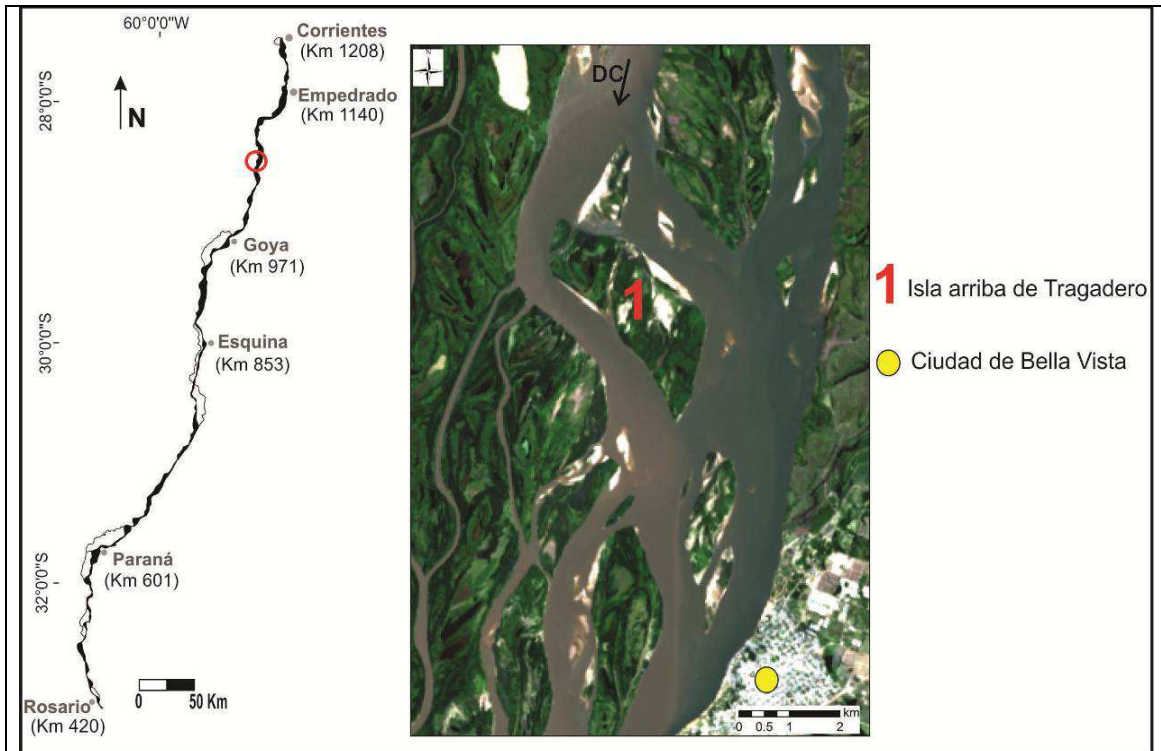 60°0'0"W
Corrientes
(Km 1208)
28°0'0"S
N
Empedrado
(Km 1140)
Goya
(Km 971)
30°0'0"S
Esquina
(Km 853)
32°0'0"S
Paraná
(Km 601)
0 50 Km
Rosario
(Km 420)
DC
1
1 Isla arriba de Tragadero
Ciudad de Bella Vista
km
0 0.5 1 2